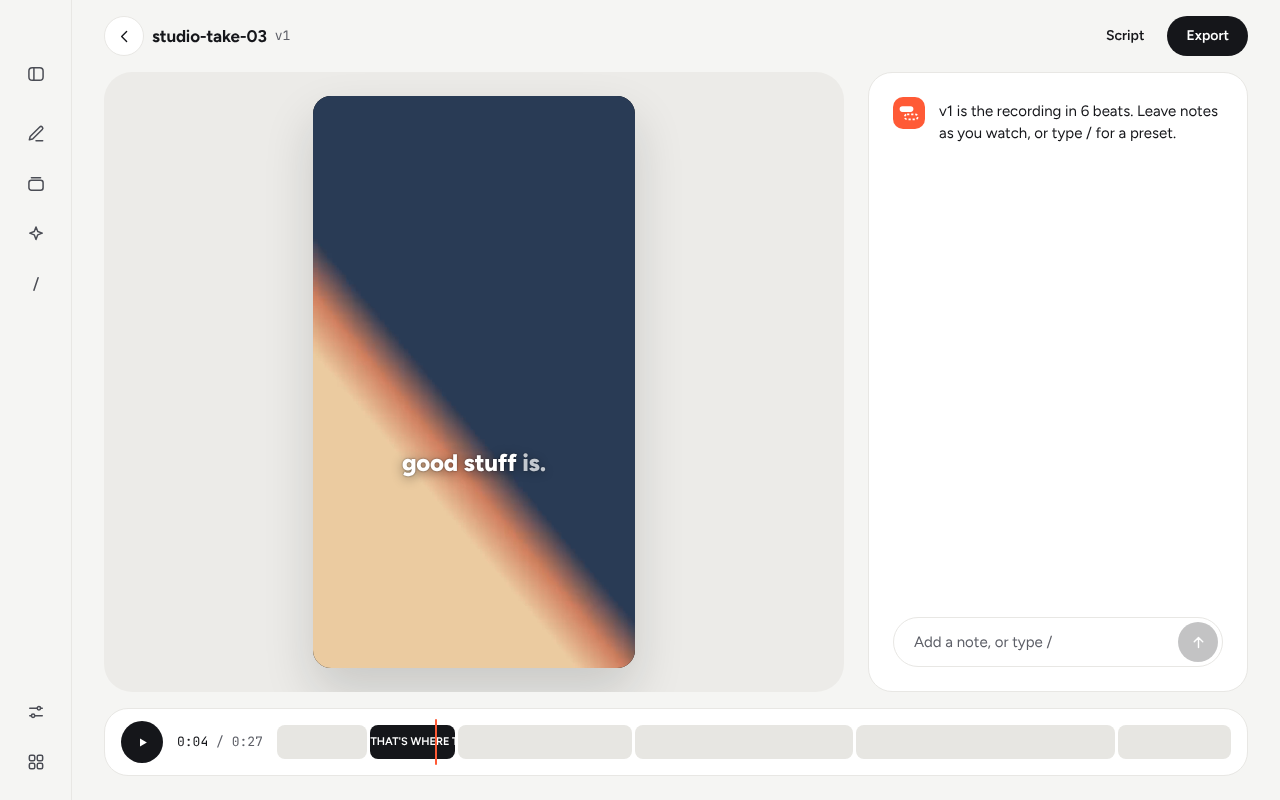 studio-take-03 v1
Script
Export
good stuff is.
v1 is the recording in 6 beats. Leave notes
as you watch, or type / for a preset.
Add a note, or type /
0:04 / 0:27
THAT'S WHERE T